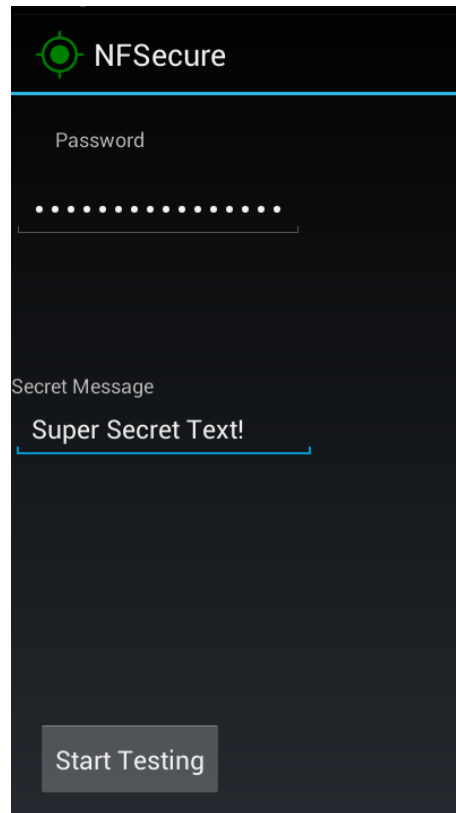 NFSecure
Password
••••••••••••••••
Secret Message
Super Secret Text!
Start Testing